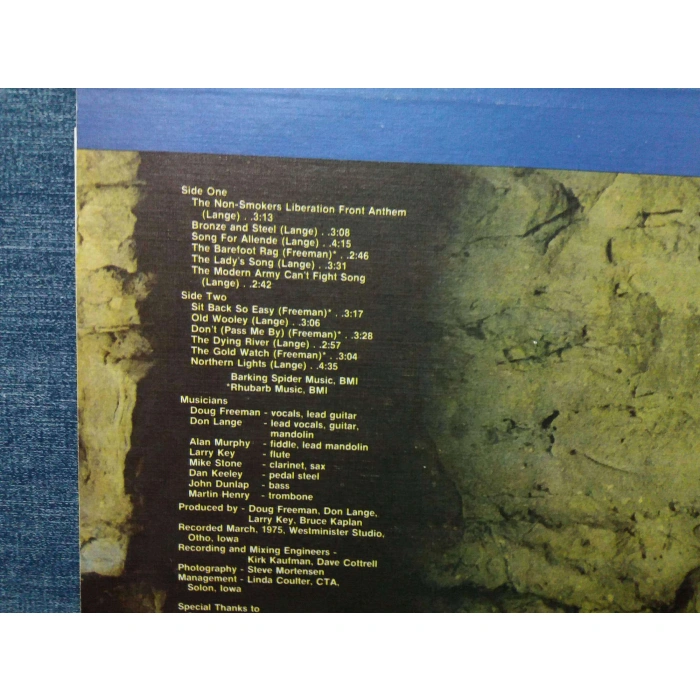 Side One
The Non-Smokers Liberation Front Anthem
(Lange) . .3:13
Bronze and Steel (Lange) . .3:08
Song For Allende (Lange) . .4:15
The Barefoot Rag (Freeman)* . .2:46
The Lady's Song (Lange) . .3:31
The Modern Army Can't Fight Song
(Lange) . .2:42
Side Two
Sit Back So Easy (Freeman)* . .3:17
Old Wooley (Lange) . .3:06
Don't (Pass Me By) (Freeman)* . .3:28
The Dying River (Lange) . .2:57
The Gold Watch (Freeman)* . .3:04
Northern Lights (Lange) . .4:35
Barking Spider Music, BMI
*Rhubarb Music, BMI
Musicians
Doug Freeman - vocals, lead guitar
Don Lange - lead vocals, guitar,
mandolin
Alan Murphy - fiddle, lead mandolin
Larry Key - flute
Mike Stone - clarinet, sax
Dan Keeley - pedal steel
John Dunlap - bass
Martin Henry - trombone
Produced by - Doug Freeman, Don Lange,
Larry Key, Bruce Kaplan
Recorded March, 1975, Westminister Studio,
Otho, Iowa
Recording and Mixing Engineers -
Kirk Kaufman, Dave Cottrell
Photography - Steve Mortensen
Management - Linda Coulter, CTA,
Solon, Iowa
Special Thanks to